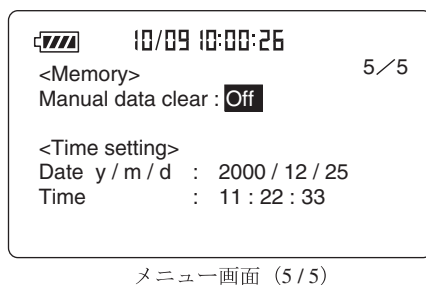 10/09 10:00:26
<Memory> 5／5
Manual data clear : Off
<Time setting>
Date y / m / d : 2000 / 12 / 25
Time : 11 : 22 : 33
メニュー画面（5 / 5）